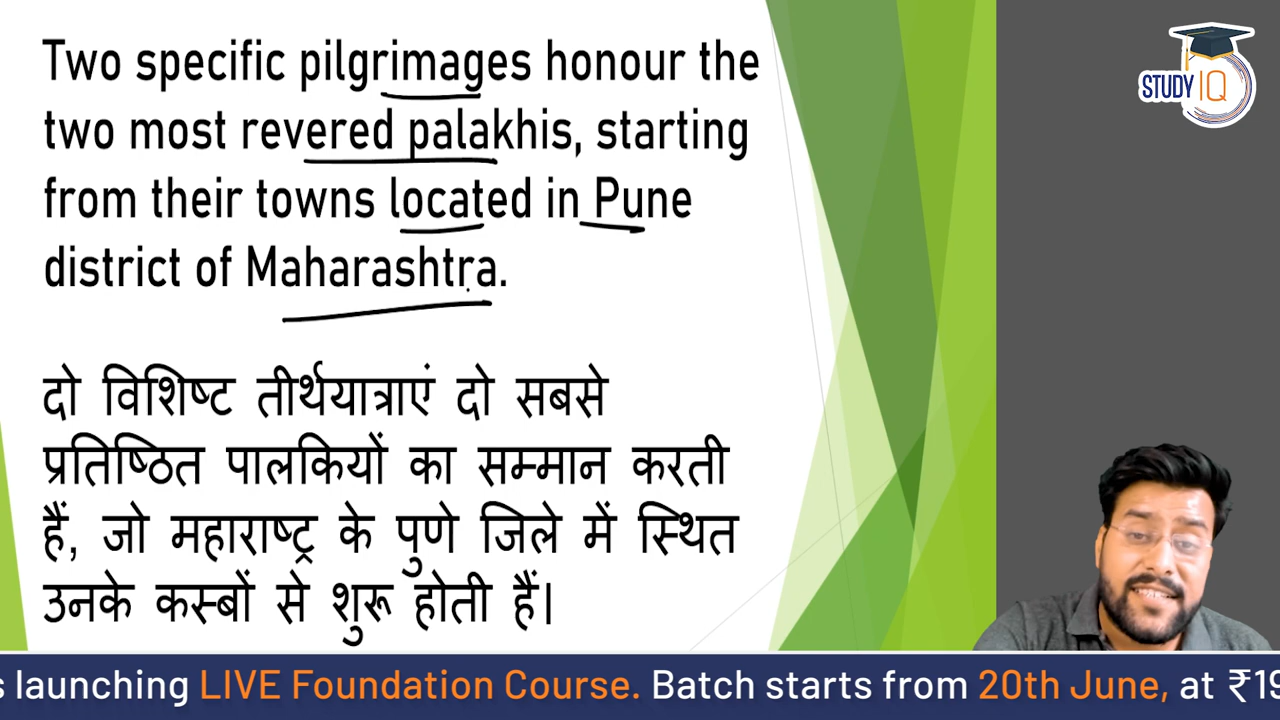 Two specific pilgrimages honour the
two most revered palakhis, starting
from their towns located in Pune
district of Maharashtra.
दो विशिष्ट तीर्थयात्राएं दो सबसे
प्रतिष्ठित पालकियों का सम्मान करती
हैं, जो महाराष्ट्र के पुणे जिले में स्थित
उनके कस्बों से शुरू होती हैं।
STUDY IQ
s launching LIVE Foundation Course. Batch starts from 20th June, at ₹19